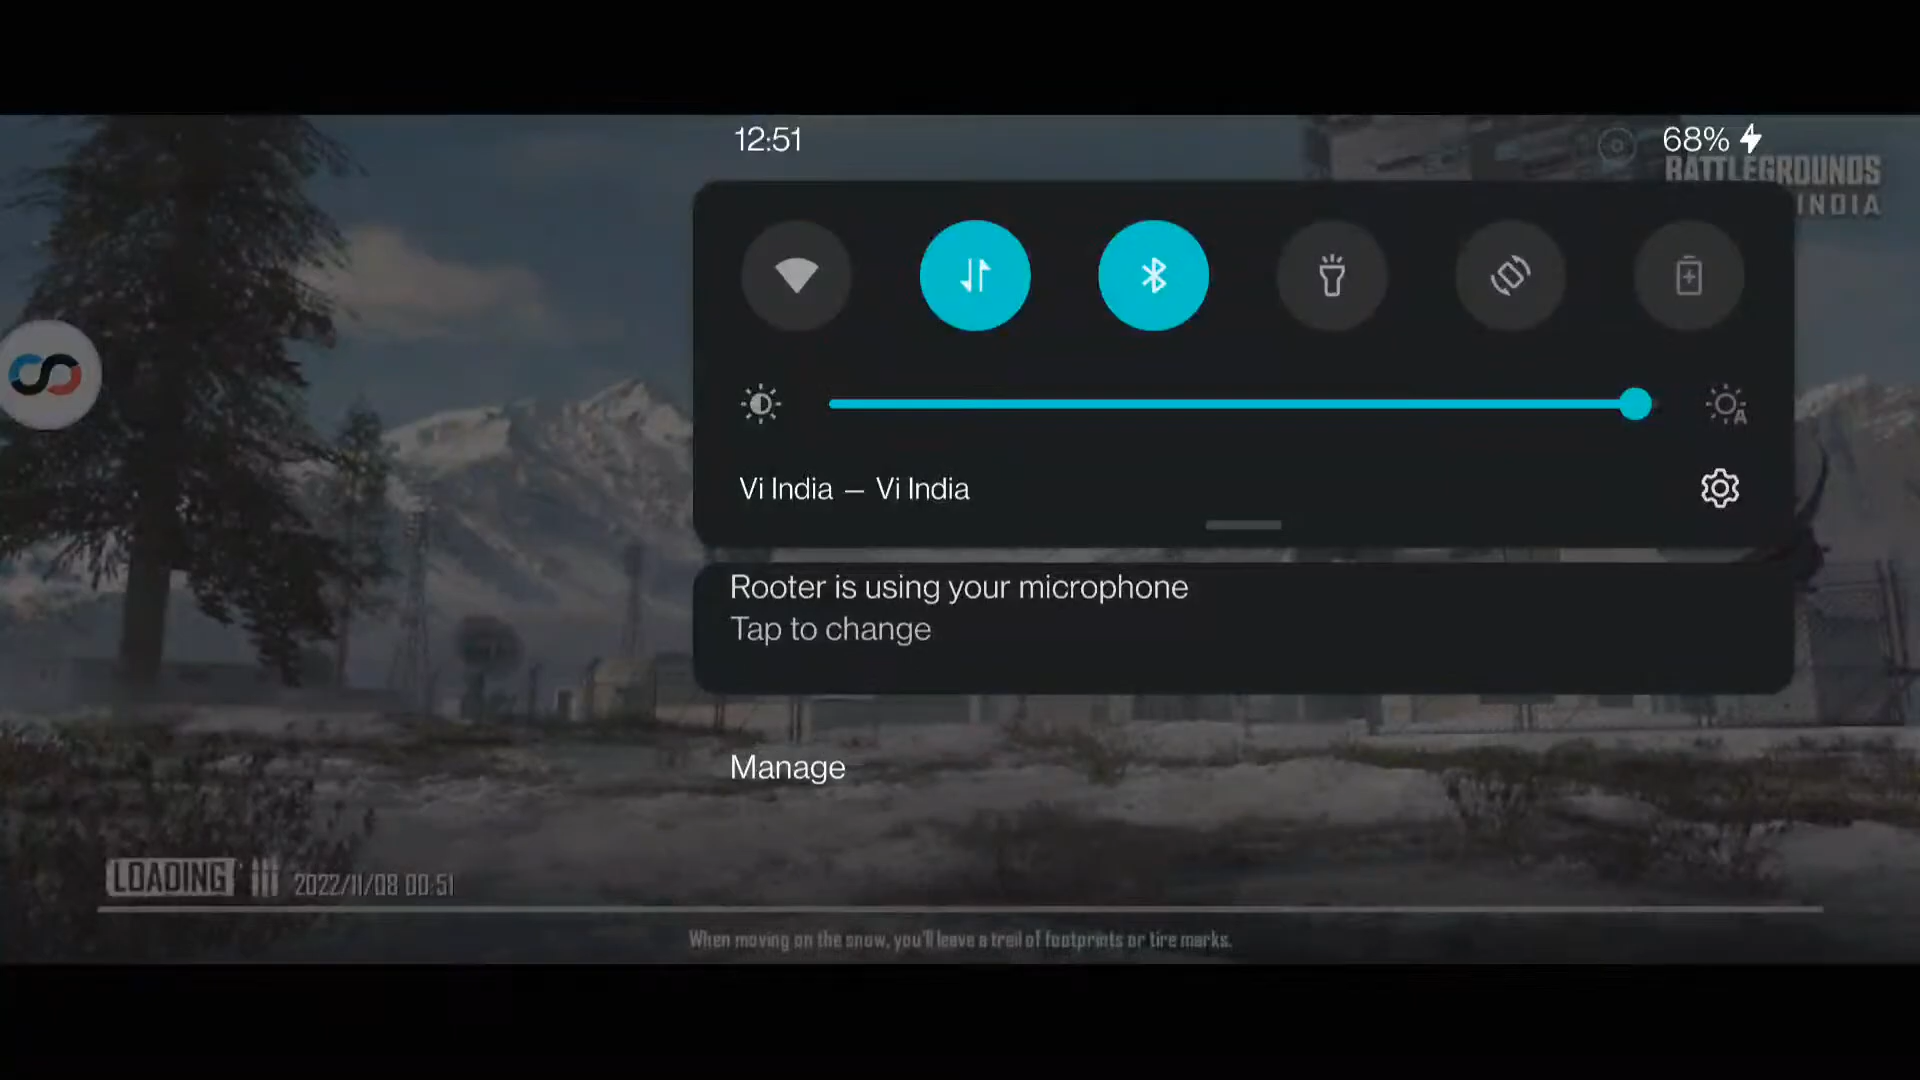 12:51
68%
BATTLEGROUNDS
INDIA
A
Vi India — Vi India
Rooter is using your microphone
Tap to change
Manage
LOADING
2022/11/08 00:51
When moving on the snow, you'll leave a trail of footprints or tire marks.